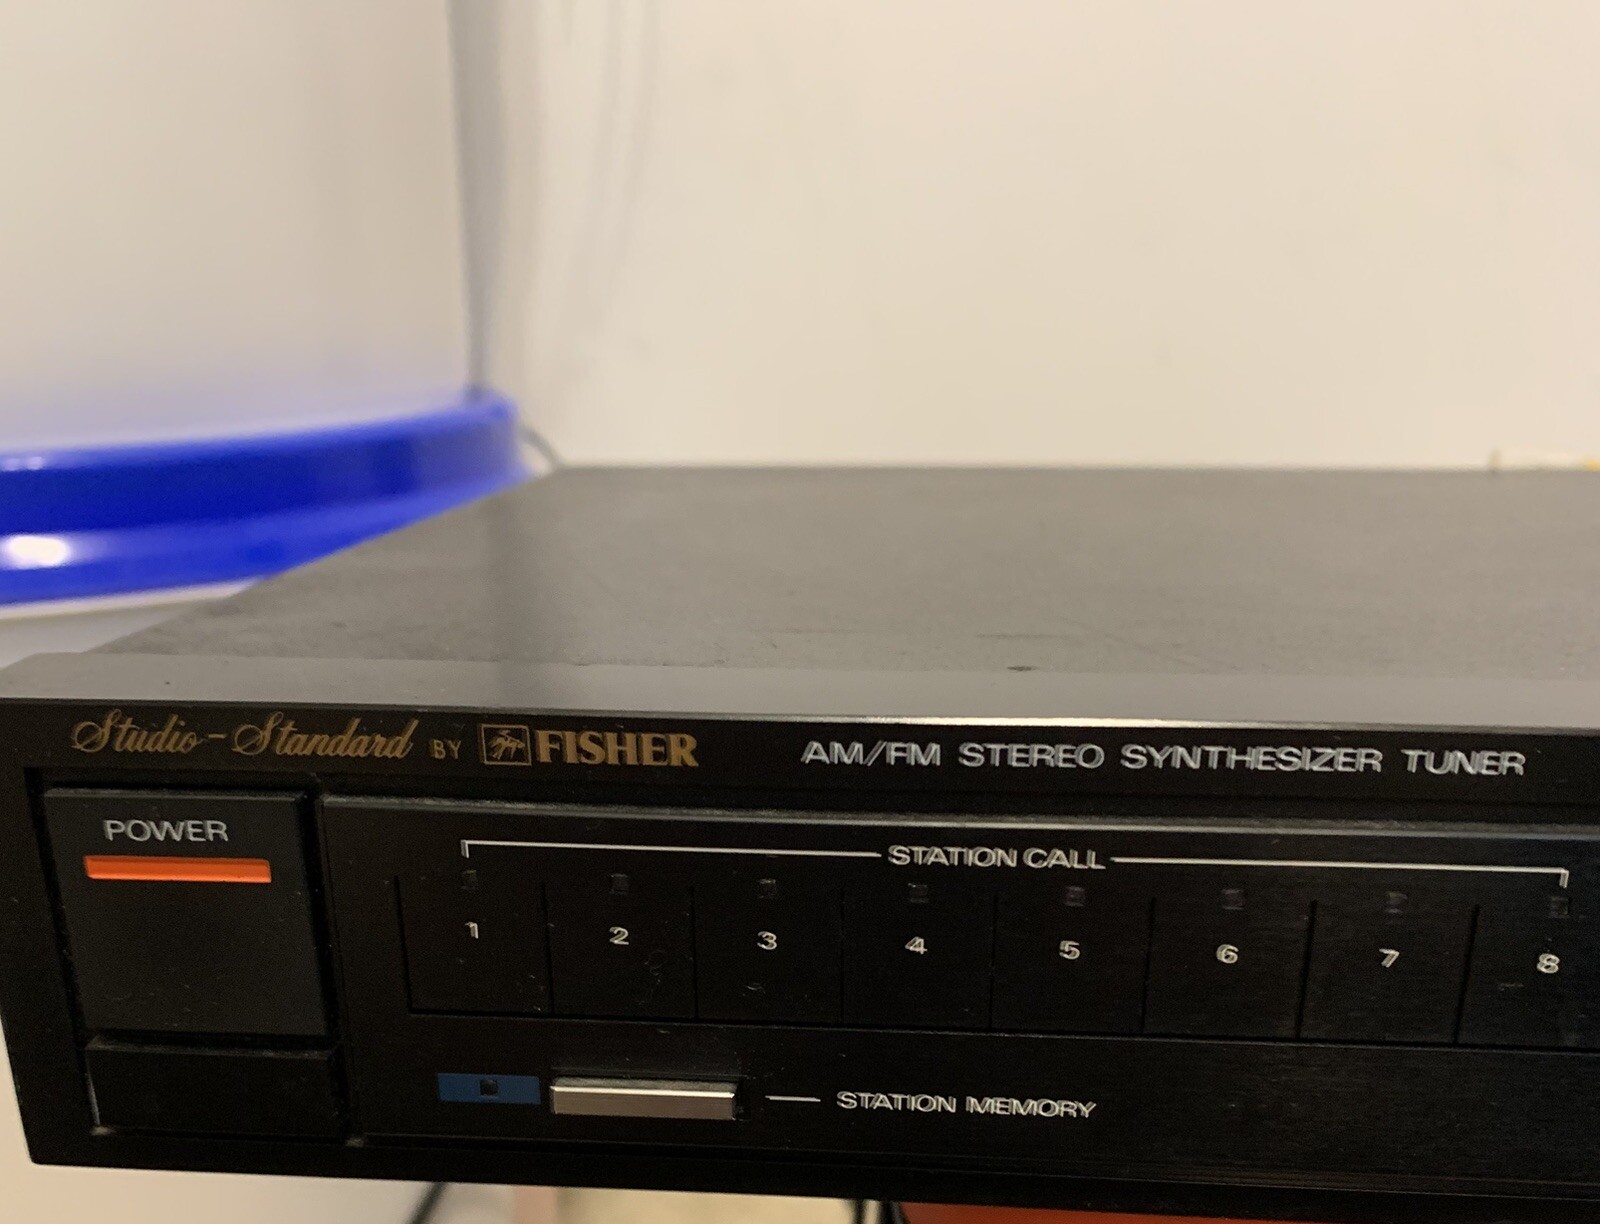 Studio-Standard BY FISHER AM/FM STEREO SYNTHESIZER TUNER
POWER
STATION CALL
1 2 3 4 5 6 7 8
STATION MEMORY